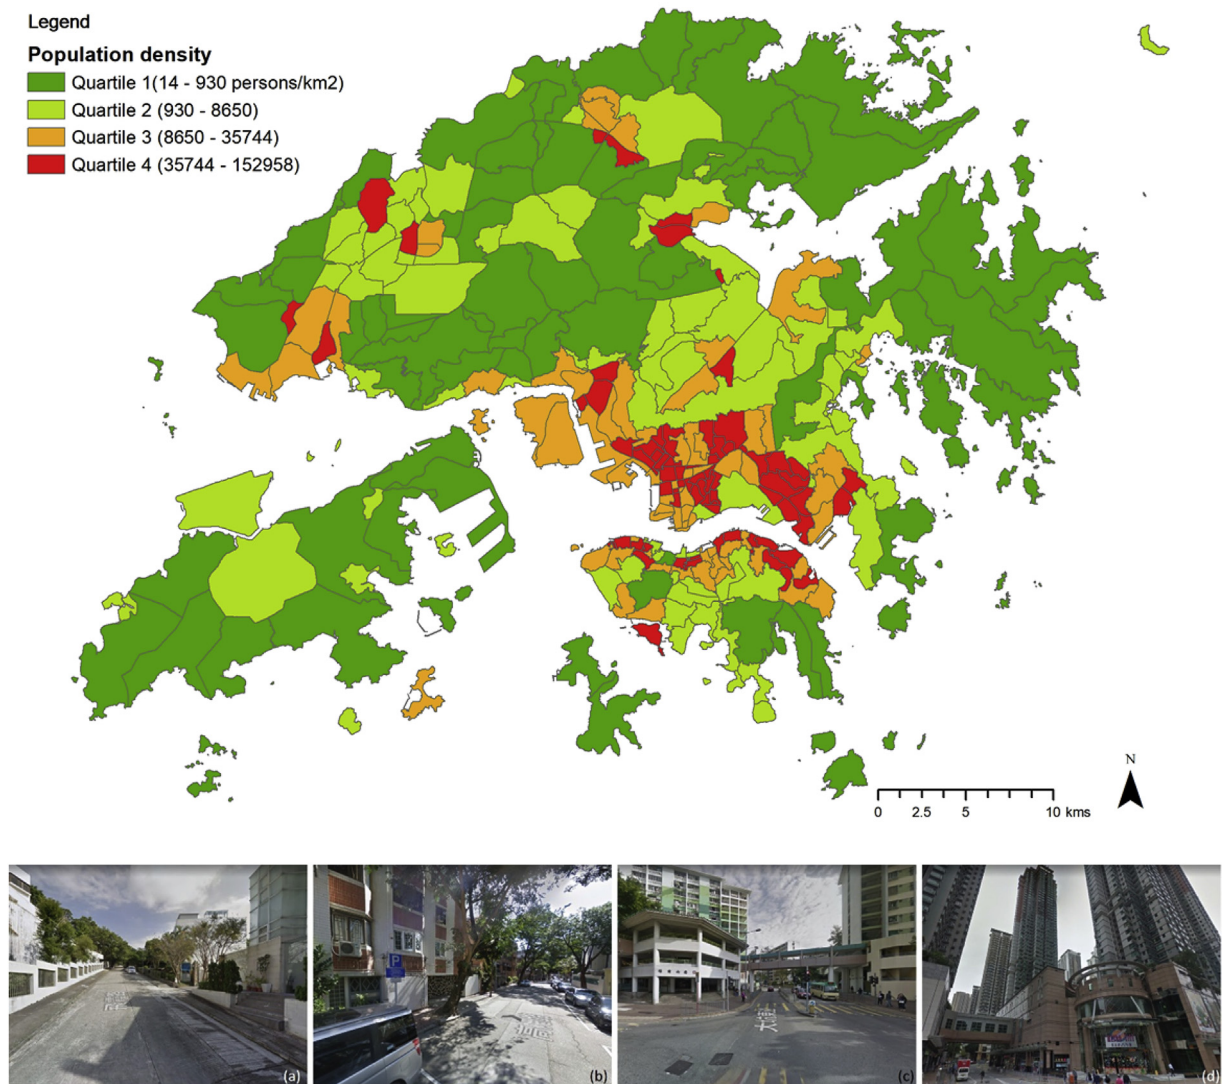 Legend
Population density
Quartile 1(14 - 930 persons/km2)
Quartile 2 (930 - 8650)
Quartile 3 (8650 - 35744)
Quartile 4 (35744 - 152958)
N
0 2.5 5 10 kms
(a) (b) (c) (d)
P